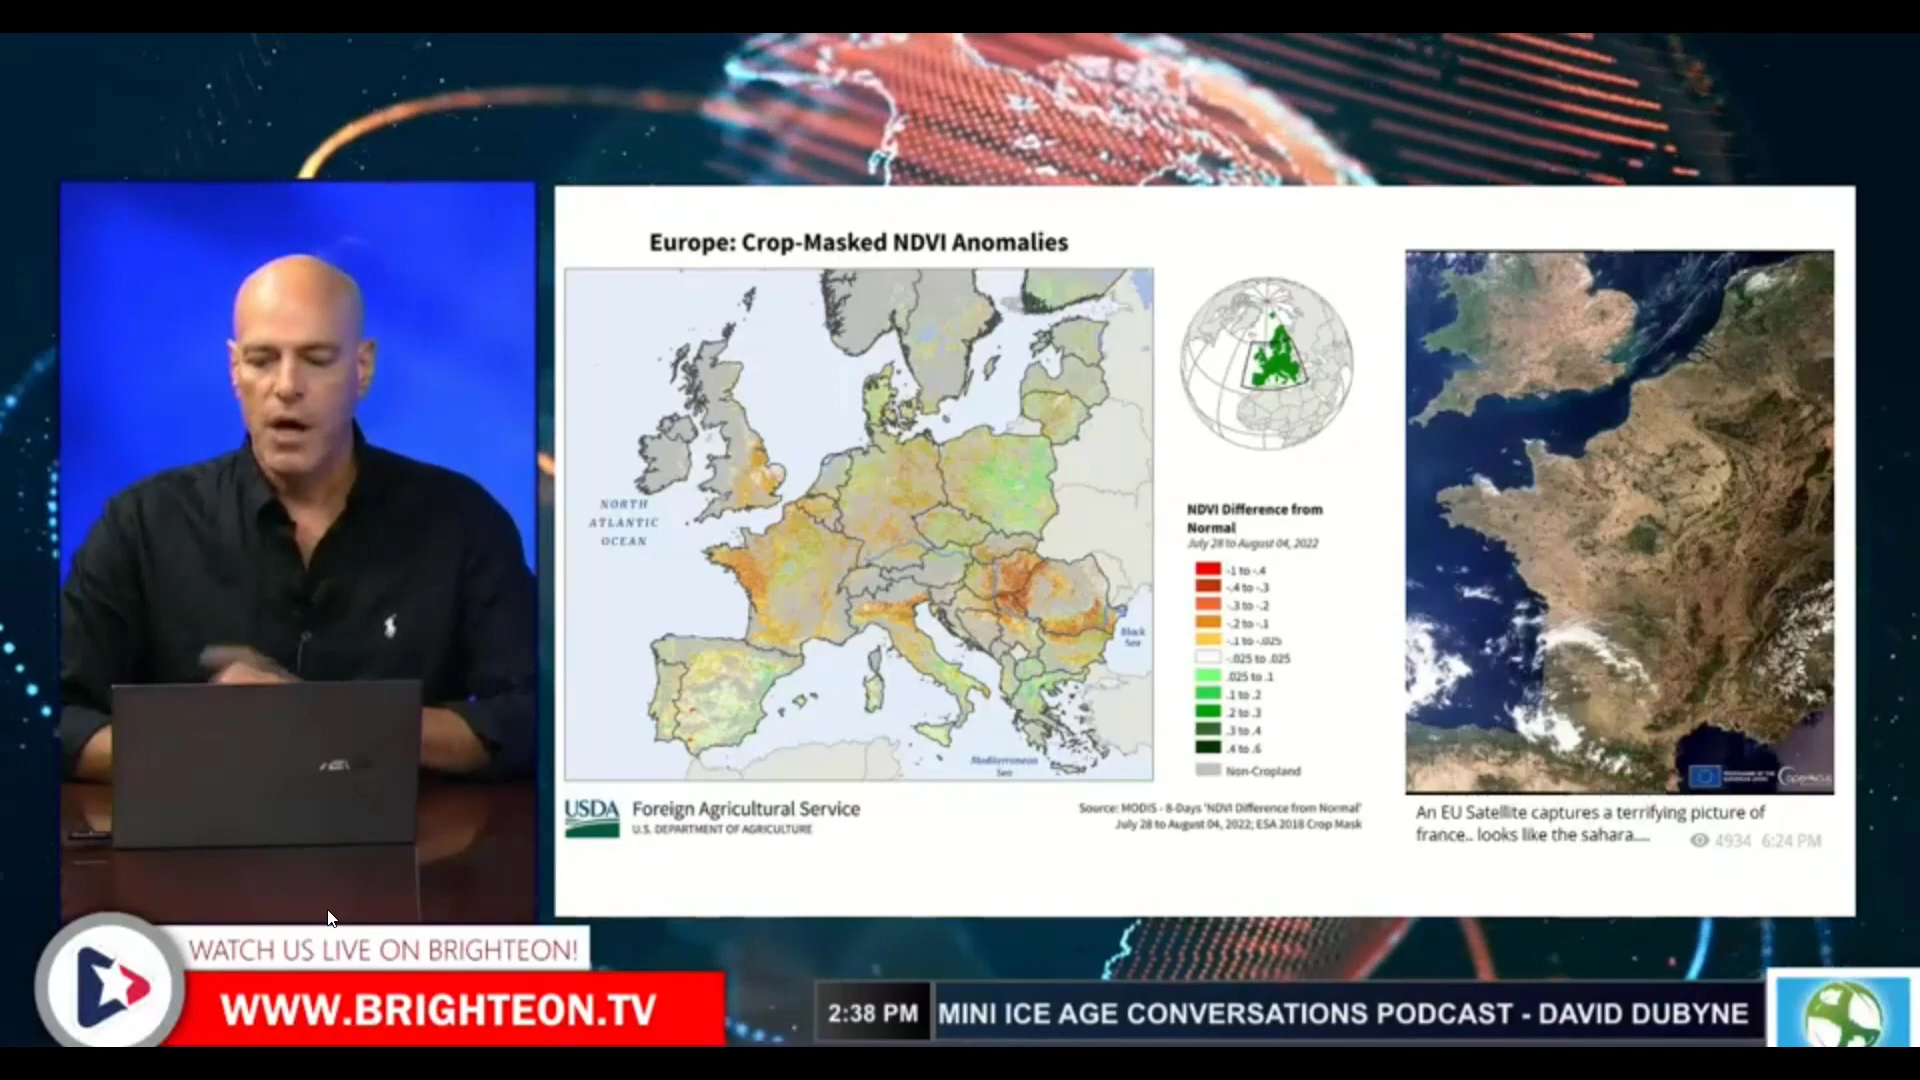 Europe: Crop-Masked NDVI Anomalies
NORTH
ATLANTIC
OCEAN
Black
Sea
Mediterranean
Sea
NDVI Difference from
Normal
July 28 to August 04, 2022
-1 to -.4
-.4 to -.3
-.3 to -.2
-.2 to -.1
-.1 to -.025
-.025 to .025
.025 to .1
.1 to .2
.2 to .3
.3 to .4
.4 to .6
Non-Cropland
USDA
Foreign Agricultural Service
U.S. DEPARTMENT OF AGRICULTURE
Source: MODIS - 8-Days 'NDVI Difference from Normal'
July 28 to August 04, 2022; ESA 2018 Crop Mask
opernicus
An EU Satellite captures a terrifying picture of
france.. looks like the sahara....
4934 6:24 PM
WATCH US LIVE ON BRIGHTEON!
WWW.BRIGHTEON.TV
2:38 PM
MINI ICE AGE CONVERSATIONS PODCAST - DAVID DUBYNE